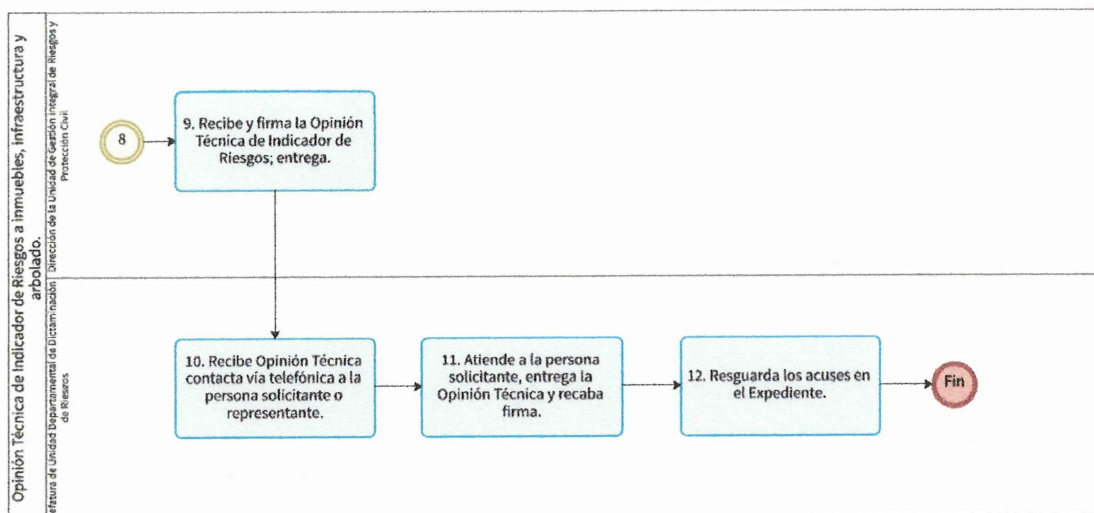 Opinión Técnica de Indicador de Riesgos a inmuebles, infraestructura y
arbolado.
Dirección de la Unidad de Gestión Integral de Riesgos y
Protección Civil
8
9. Recibe y firma la Opinión
Técnica de Indicador de
Riesgos; entrega.
efatura de Unidad Departamental de Dictaminación
de Riesgos
10. Recibe Opinión Técnica
contacta vía telefónica a la
persona solicitante o
representante.
11. Atiende a la persona
solicitante, entrega la
Opinión Técnica y recaba
firma.
12. Resguarda los acuses en
el Expediente.
Fin